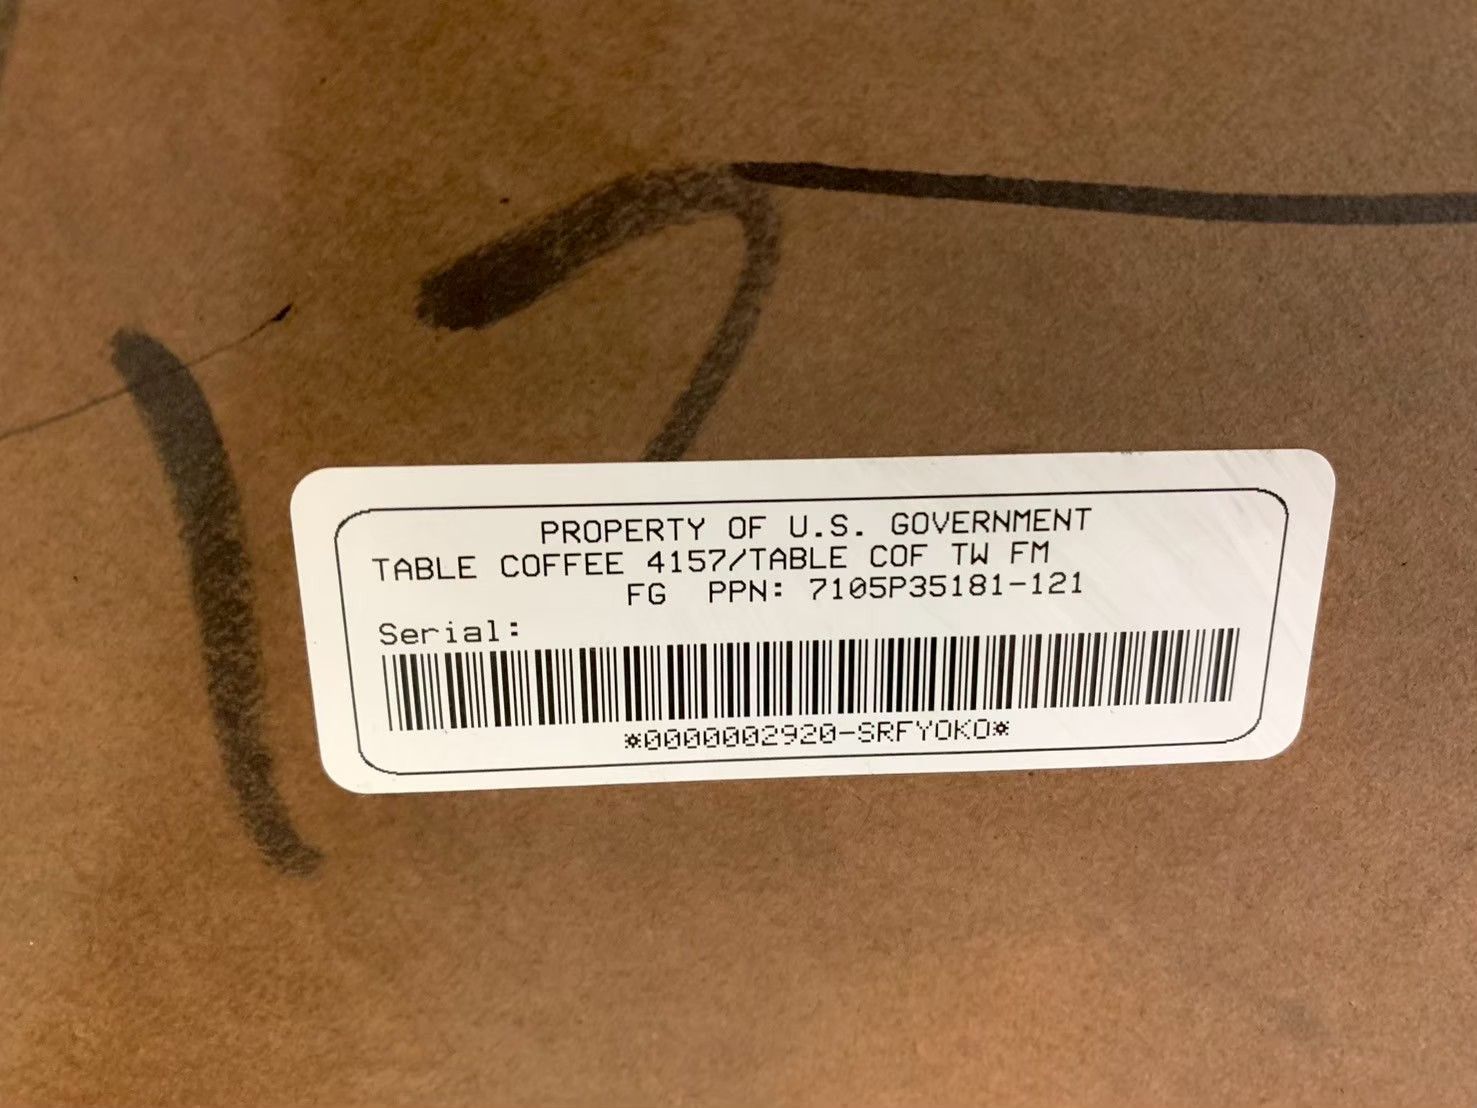 PROPERTY OF U.S. GOVERNMENT
TABLE COFFEE 4157/TABLE COF TW FM
FG PPN: 7105P35181-121
Serial:
*0000002920-SRFYOKO*